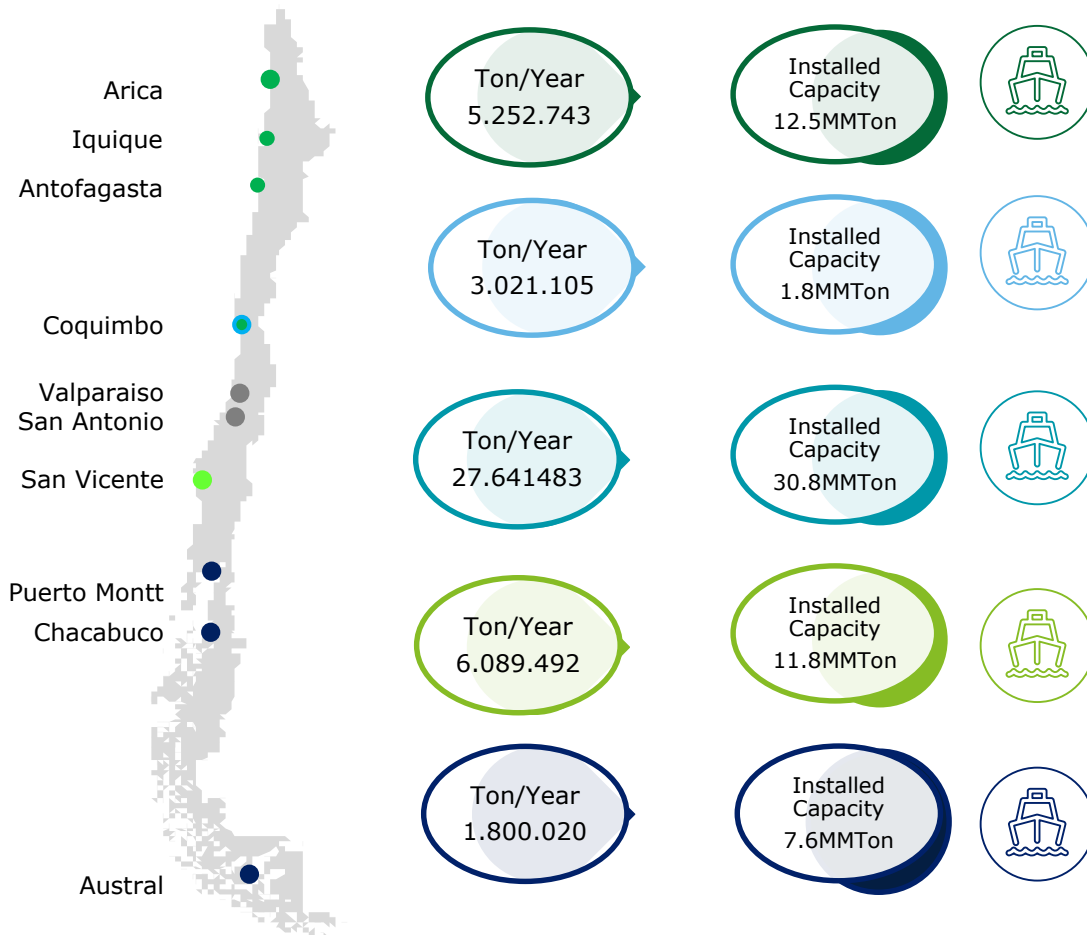 Arica
Iquique
Antofagasta
Ton/Year
5.252.743
Installed
Capacity
12.5MMTon
Ton/Year
3.021.105
Installed
Capacity
1.8MMTon
Coquimbo
Valparaiso
San Antonio
San Vicente
Ton/Year
27.641483
Installed
Capacity
30.8MMTon
Puerto Montt
Chacabuco
Ton/Year
6.089.492
Installed
Capacity
11.8MMTon
Ton/Year
1.800.020
Installed
Capacity
7.6MMTon
Austral